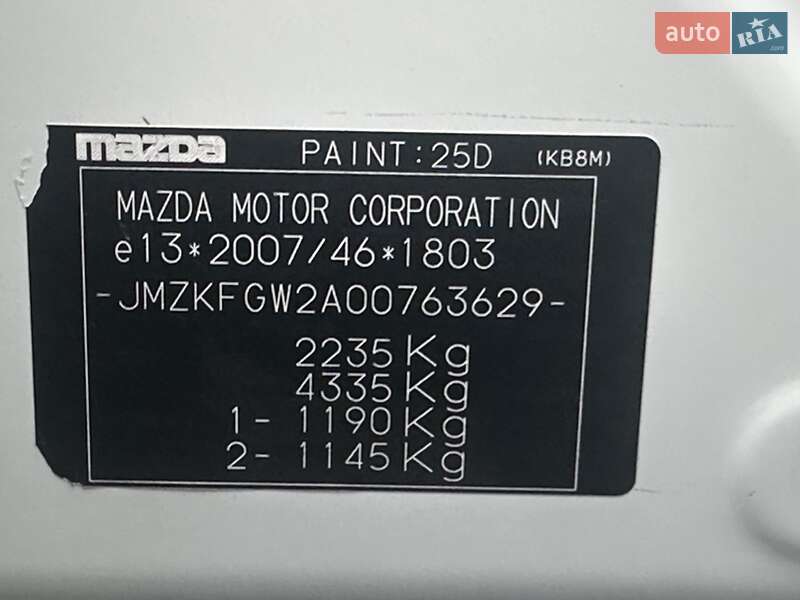 auto RIA.com
mazda PAINT:25D (KB8M)
MAZDA MOTOR CORPORATION
e13*2007/46*1803
-JMZKFGW2A00763629-
2235Kg
4335Kg
1- 1190Kg
2- 1145Kg